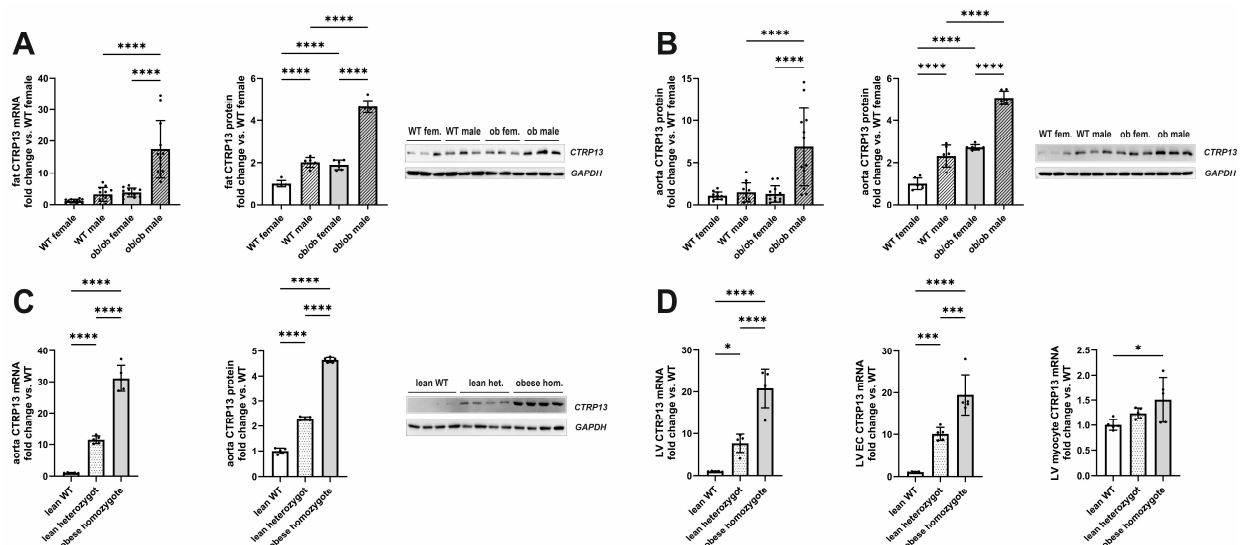 A
****
****
****
fat CTRP13 mRNA
fold change vs. WT female
40
30
20
10
0
WT female
WT male
ob/ob female
ob/ob male
****
****
****
****
fat CTRP13 protein
fold change vs. WT female
6
4
2
0
WT female
WT male
ob/ob female
ob/ob male
WT fem. WT male ob fem. ob male
CTRP13
GAPDH
B
****
****
aorta CTRP13 protein
fold change vs. WT female
15
10
5
0
WT female
WT male
ob/ob female
ob/ob male
****
****
****
****
aorta CTRP13 protein
fold change vs. WT female
6
4
2
0
WT female
WT male
ob/ob female
ob/ob male
WT fem. WT male ob fem. ob male
CTRP13
GAPDH
C
****
****
****
aorta CTRP13 mRNA
fold change vs. WT
40
30
20
10
0
lean WT
lean heterozygot
obese homozygote
****
****
****
aorta CTRP13 protein
fold change vs. WT
5
4
3
2
1
0
lean WT
lean heterozygot
obese homozygote
lean WT lean het. obese hom.
CTRP13
GAPDH
D
****
****
*
LV CTRP13 mRNA
fold change vs. WT
30
20
10
0
lean WT
lean heterozygot
obese homozygote
****
***
***
LV EC CTRP13 mRNA
fold change vs. WT
30
20
10
0
lean WT
lean heterozygot
obese homozygote
*
LV myocyte CTRP13 mRNA
fold change vs. WT
2.5
2.0
1.5
1.0
0.5
0.0
lean WT
lean heterozygot
obese homozygote